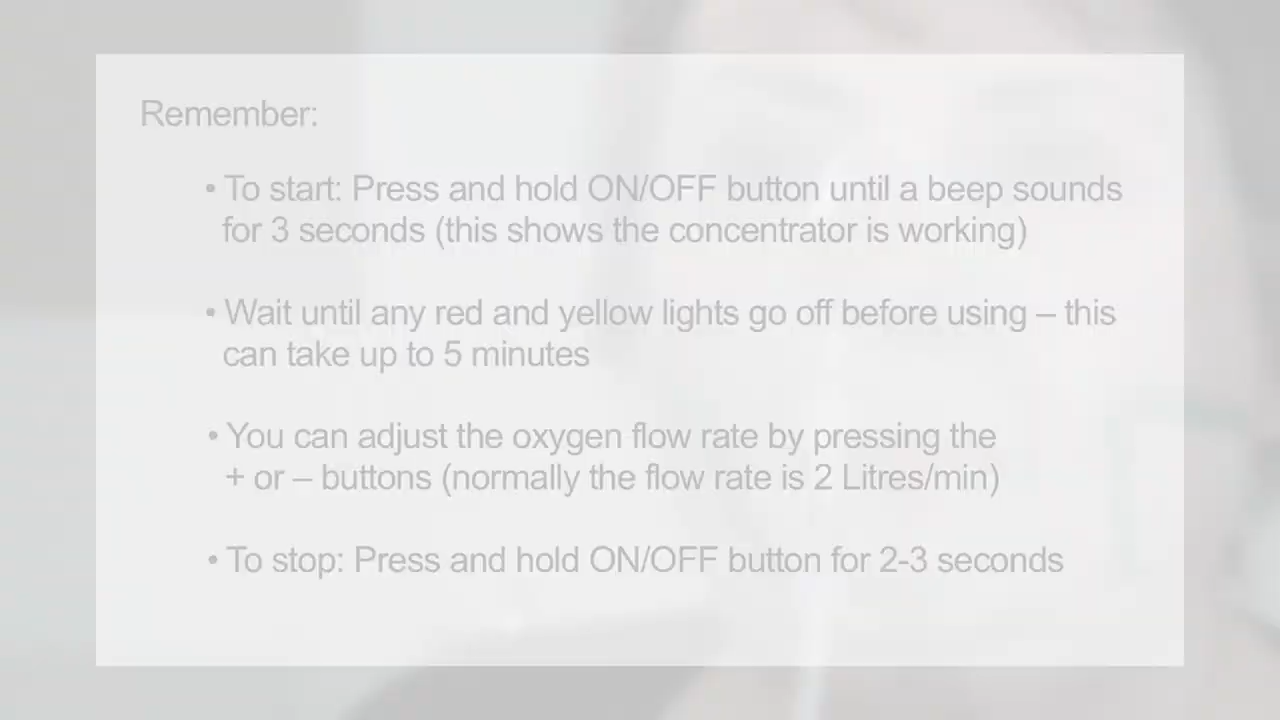 Remember:
• To start: Press and hold ON/OFF button until a beep sounds
for 3 seconds (this shows the concentrator is working)
• Wait until any red and yellow lights go off before using – this
can take up to 5 minutes
• You can adjust the oxygen flow rate by pressing the
+ or – buttons (normally the flow rate is 2 Litres/min)
• To stop: Press and hold ON/OFF button for 2-3 seconds